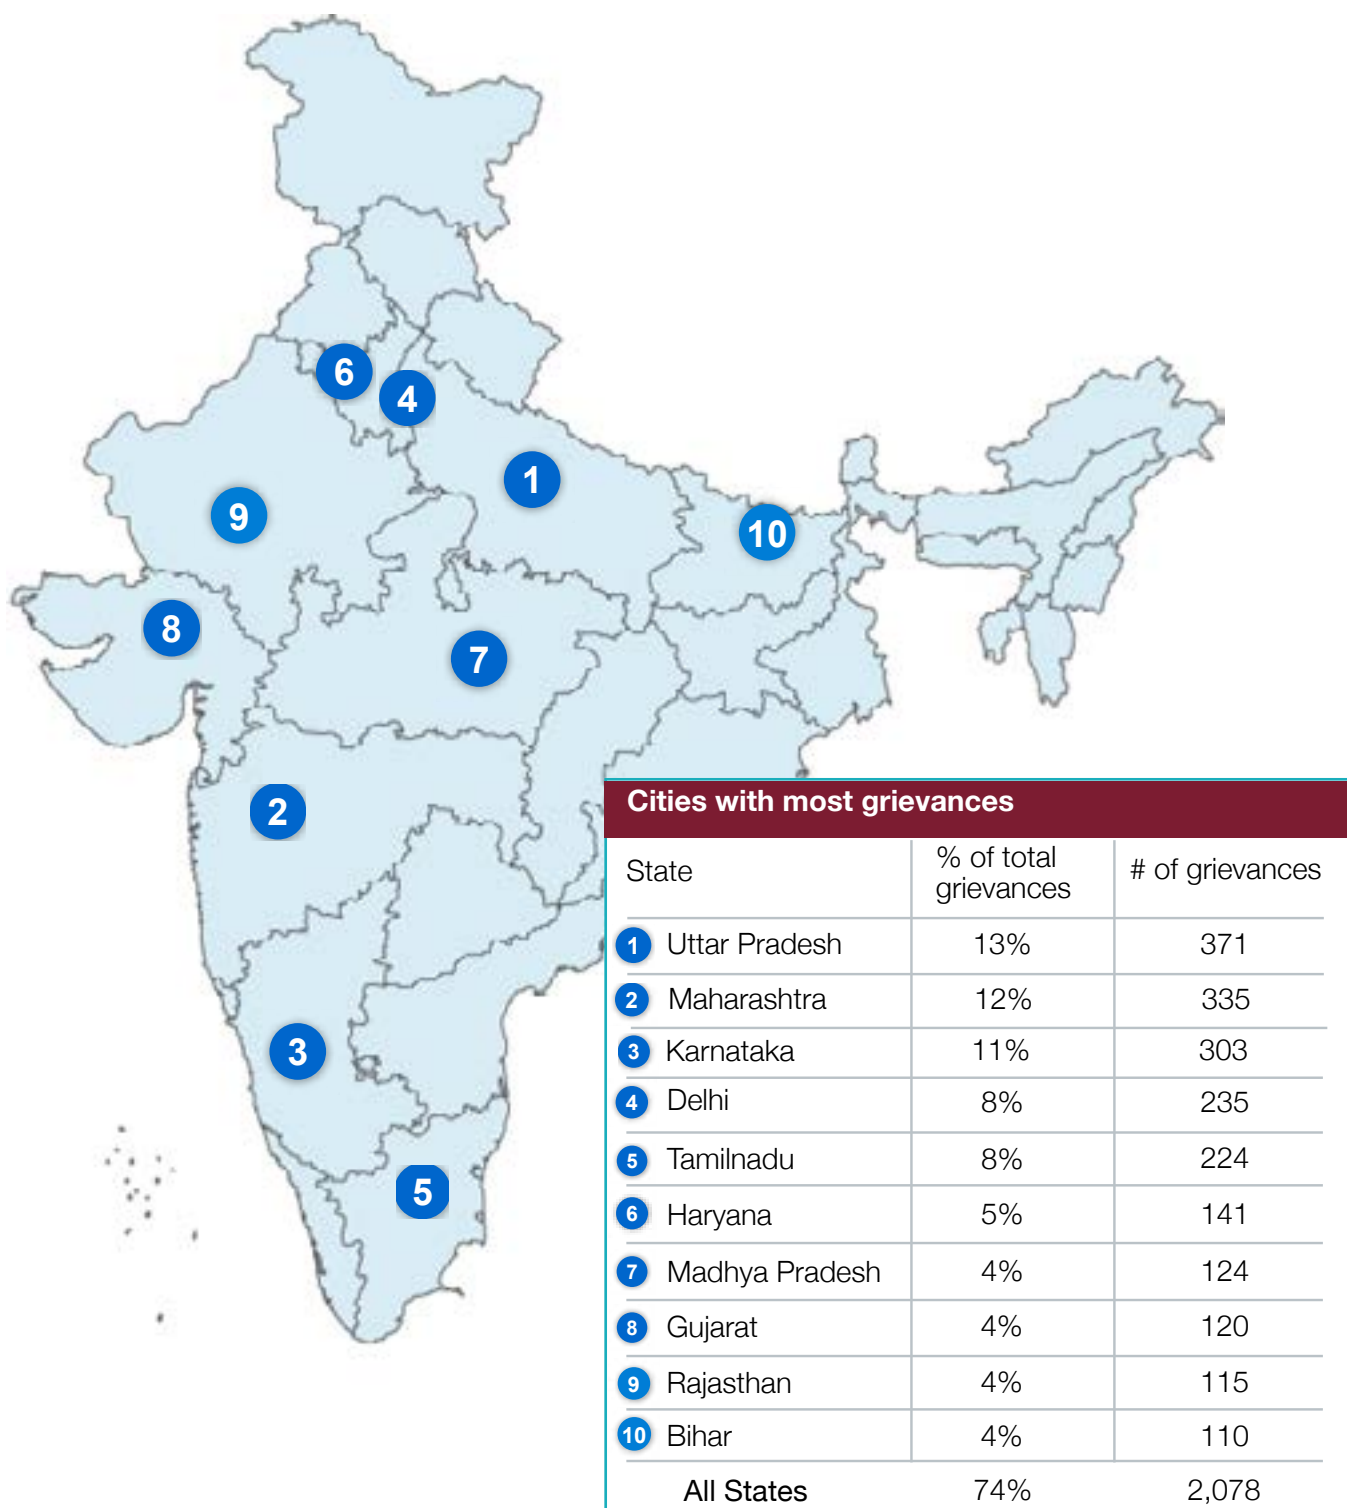 6
4
1
9
10
8
7
2
3
5
Cities with most grievances
State % of total grievances # of grievances
1 Uttar Pradesh 13% 371
2 Maharashtra 12% 335
3 Karnataka 11% 303
4 Delhi 8% 235
5 Tamilnadu 8% 224
6 Haryana 5% 141
7 Madhya Pradesh 4% 124
8 Gujarat 4% 120
9 Rajasthan 4% 115
10 Bihar 4% 110
All States 74% 2,078